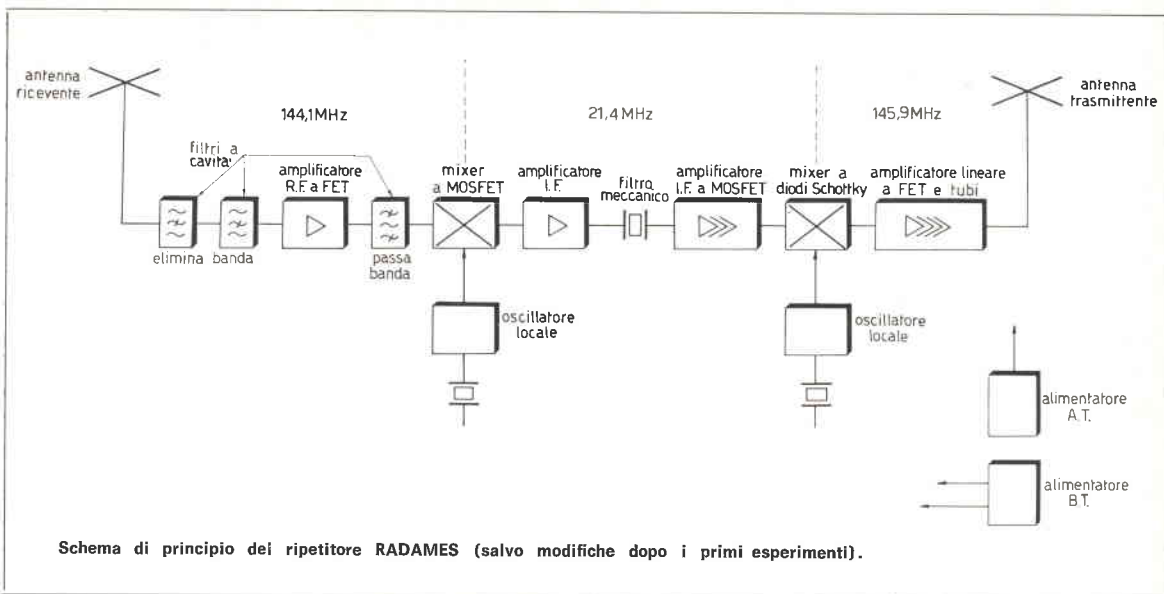 antenna
ricevente
antenna
trasmittente
144,1MHz
21,4 MHz
145,9MHz
filtri a
cavità
amplificatore
R.F. a FET
mixer
a MOSFET
amplificatore
I.F.
filtro
meccanico
amplificatore
I.F. a MOSFET
mixer a
diodi Schottky
amplificatore lineare
a FET e tubi
elimina banda
passa
banda
oscillatore
locale
oscillatore
locale
alimentatore
A.T.
alimentatore
B.T.
Schema di principio del ripetitore RADAMES (salvo modifiche dopo i primi esperimenti).